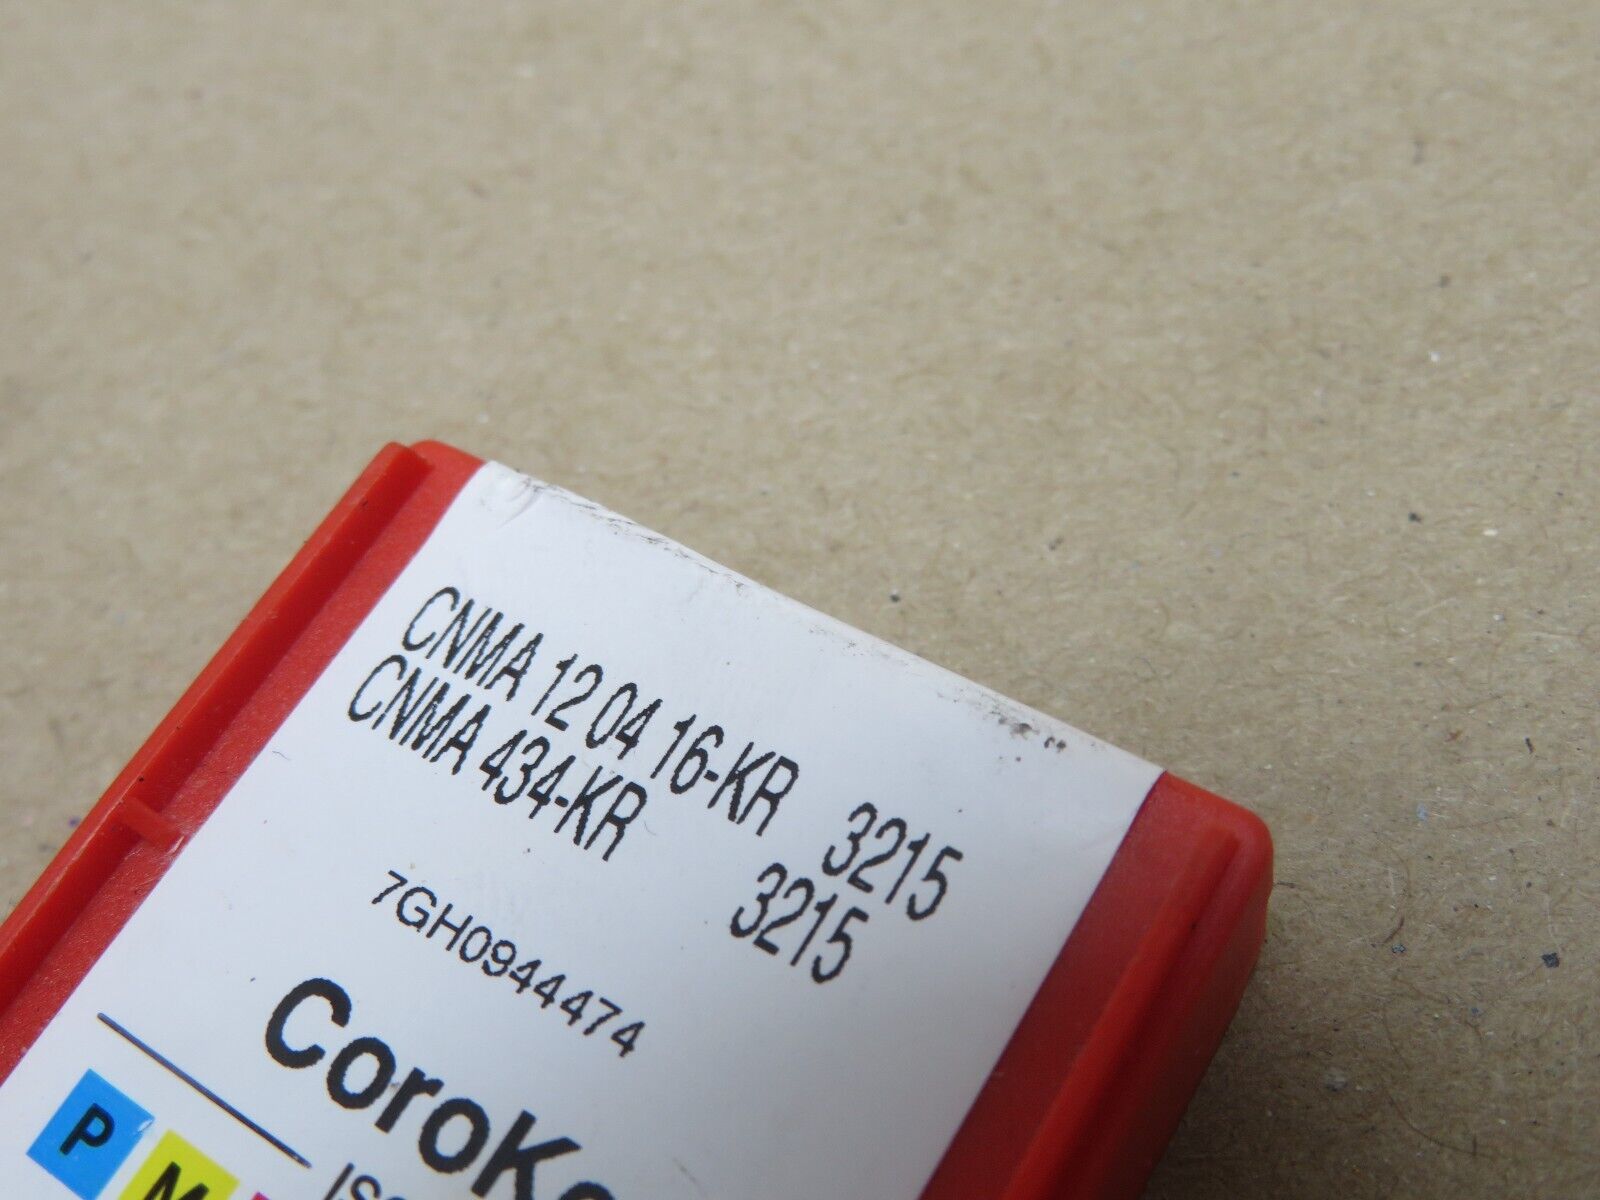 CNMA 12 04 16-KR 3215
CNMA 434-KR 3215
7GH0944474
CoroKe
P M